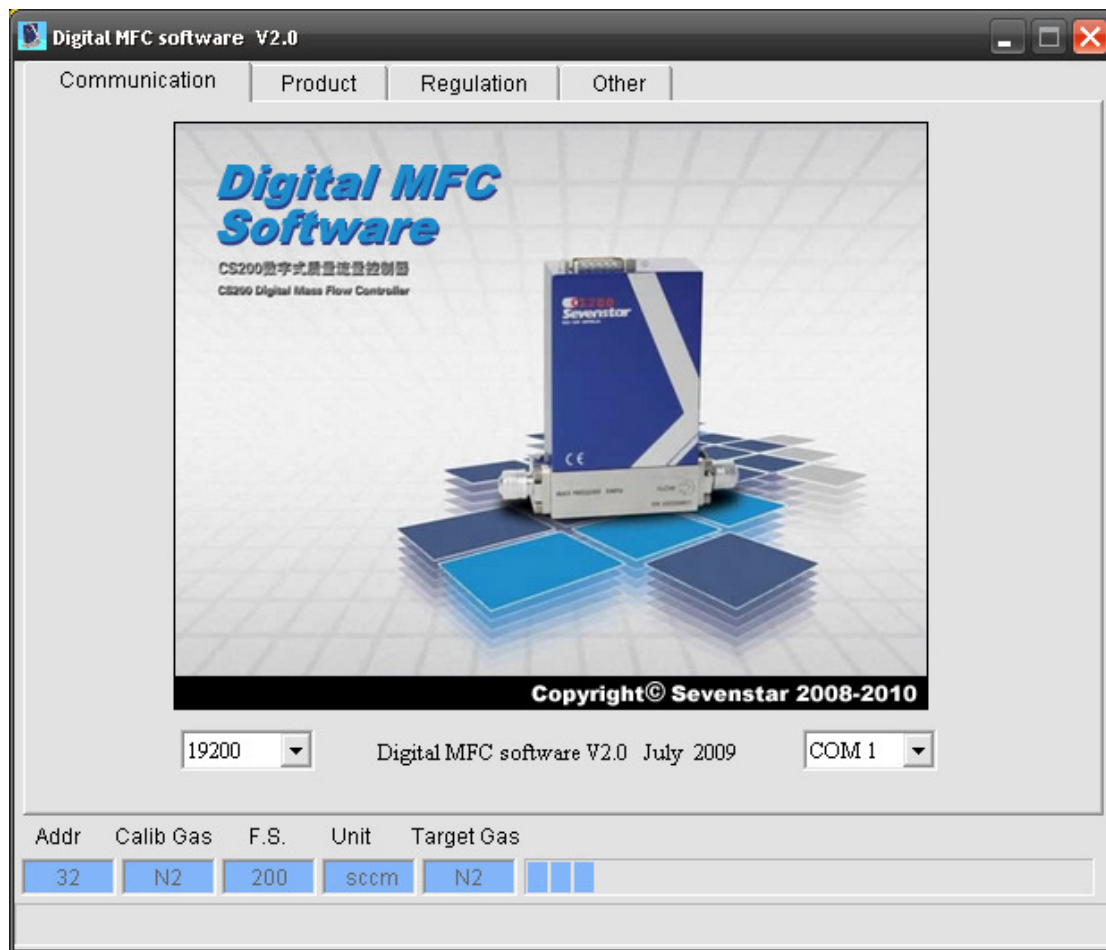 Digital MFC software V2.0
Communication Product Regulation Other
Digital MFC
Software
CS200数字式质量流量控制器
CS200 Digital Mass Flow Controller
CS200
Sevenstar
CE
FLOW
Copyright© Sevenstar 2008-2010
19200 Digital MFC software V2.0 July 2009 COM 1
Addr Calib Gas F.S. Unit Target Gas
32 N2 200 sccm N2